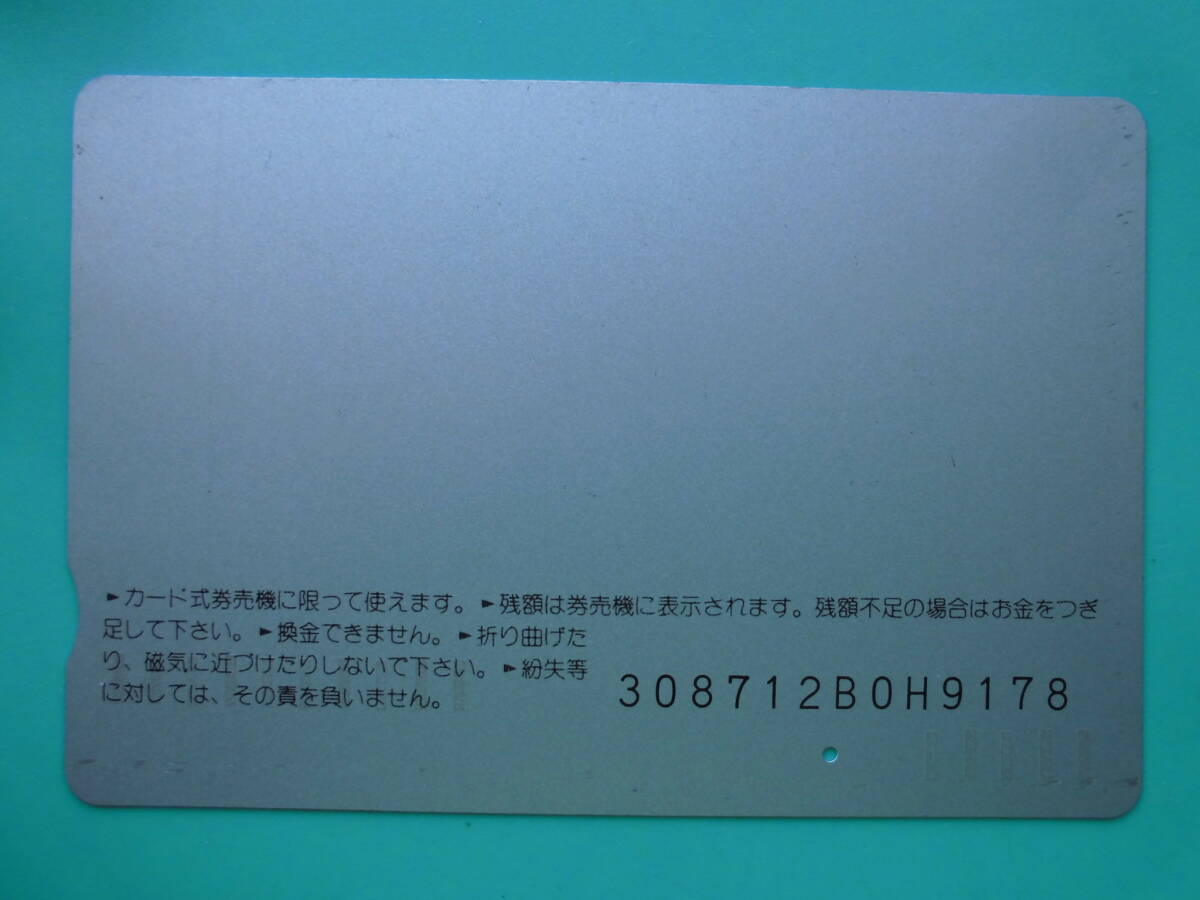 ►カード式券売機に限って使えます。►残額は券売機に表示されます。残額不足の場合はお金をつぎ
足して下さい。►換金できません。►折り曲げた
り、磁気に近づけたりしないで下さい。►紛失等
に対しては、その責を負いません。
308712B0H9178